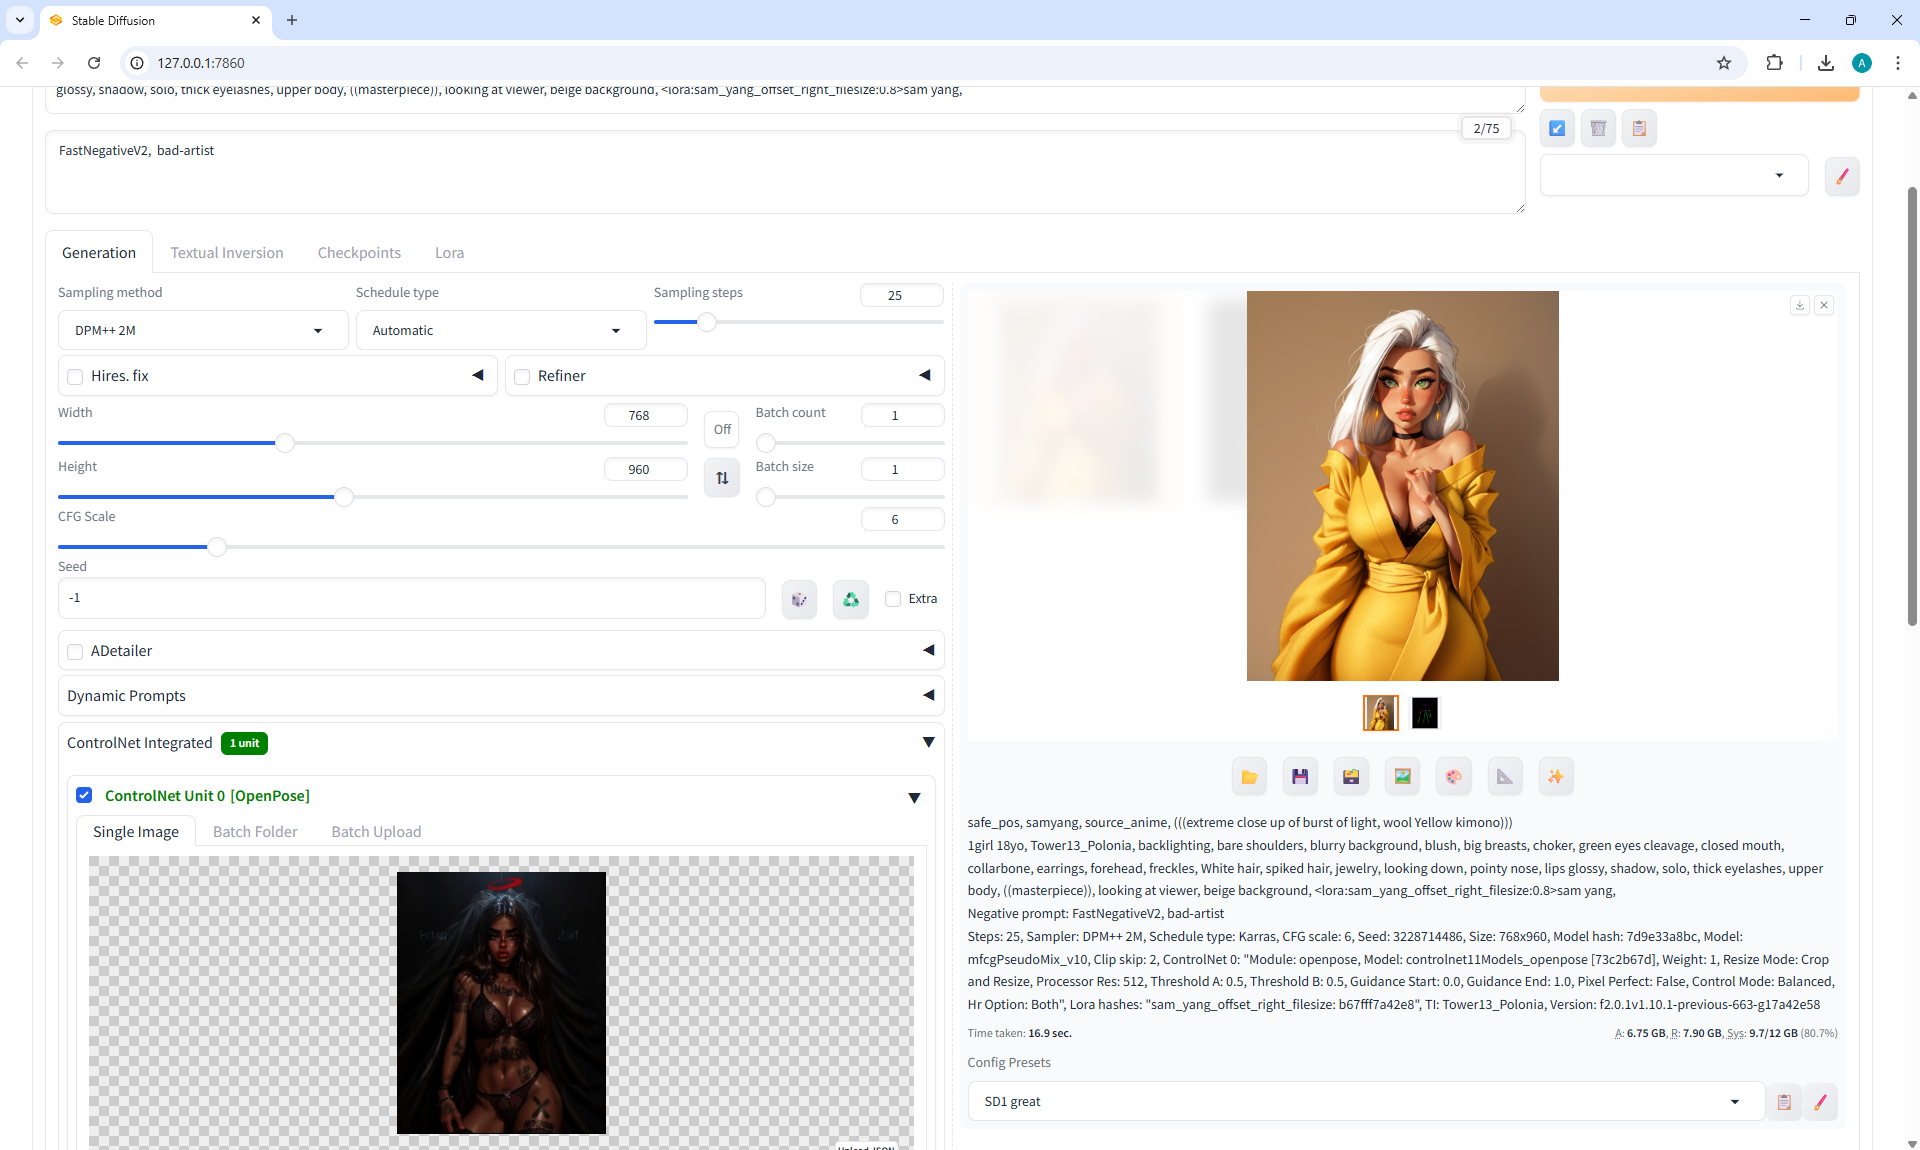 Stable Diffusion
127.0.0.1:7860
A
glossy, shadow, solo, thick eyelashes, upper body, ((masterpiece)), looking at viewer, beige background, <lora:sam_yang_offset_right_filesize:0.8>sam yang,
2/75
FastNegativeV2, bad-artist
Generation
Textual Inversion
Checkpoints
Lora
Sampling method
Schedule type
Sampling steps
25
DPM++ 2M
Automatic
Hires. fix
Refiner
Width
768
Off
Batch count
1
Height
960
Batch size
1
CFG Scale
6
Seed
-1
Extra
ADetailer
Dynamic Prompts
ControlNet Integrated
1 unit
ControlNet Unit 0 [OpenPose]
Single Image
Batch Folder
Batch Upload
Upload JSON
safe_pos, samyang, source_anime, (((extreme close up of burst of light, wool Yellow kimono)))
1girl 18yo, Tower13_Polonia, backlighting, bare shoulders, blurry background, blush, big breasts, choker, green eyes cleavage, closed mouth,
collarbone, earrings, forehead, freckles, White hair, spiked hair, jewelry, looking down, pointy nose, lips glossy, shadow, solo, thick eyelashes, upper
body, ((masterpiece)), looking at viewer, beige background, <lora:sam_yang_offset_right_filesize:0.8>sam yang,
Negative prompt: FastNegativeV2, bad-artist
Steps: 25, Sampler: DPM++ 2M, Schedule type: Karras, CFG scale: 6, Seed: 3228714486, Size: 768x960, Model hash: 7d9e33a8bc, Model:
mfcgPseudoMix_v10, Clip skip: 2, ControlNet 0: "Module: openpose, Model: controlnet11Models_openpose [73c2b67d], Weight: 1, Resize Mode: Crop
and Resize, Processor Res: 512, Threshold A: 0.5, Threshold B: 0.5, Guidance Start: 0.0, Guidance End: 1.0, Pixel Perfect: False, Control Mode: Balanced,
Hr Option: Both", Lora hashes: "sam_yang_offset_right_filesize: b67fff7a42e8", TI: Tower13_Polonia, Version: f2.0.1v1.10.1-previous-663-g17a42e58
Time taken: 16.9 sec.
A: 6.75 GB, R: 7.90 GB, Sys: 9.7/12 GB (80.7%)
Config Presets
SD1 great